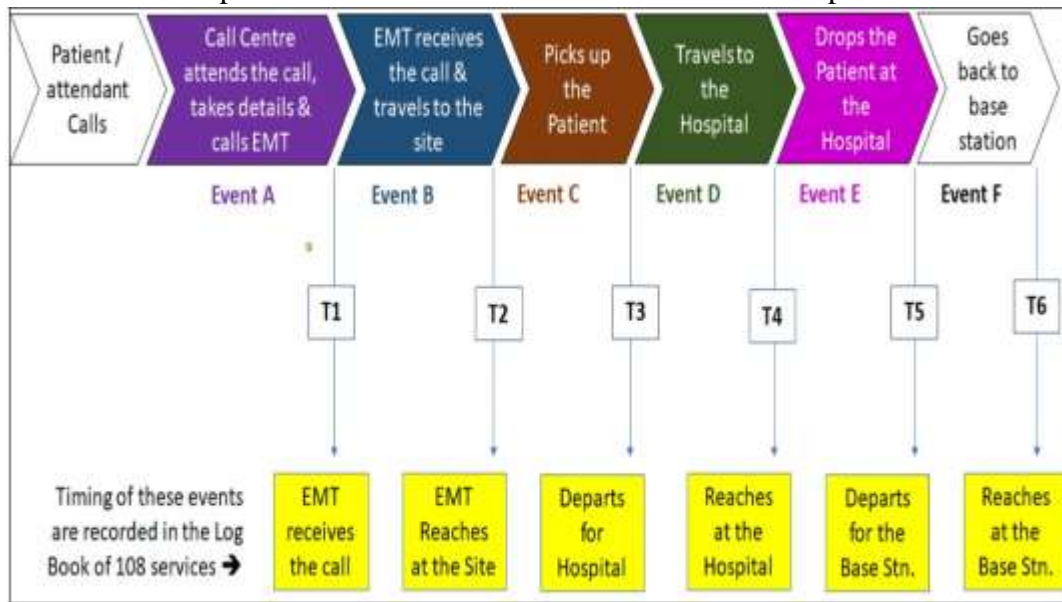 Patient /
attendant
Calls
Call Centre
attends the call,
takes details &
calls EMT
EMT receives
the call &
travels to the
site
Picks up
the
Patient
Travels to
the
Hospital
Drops the
Patient at
the
Hospital
Goes
back to
base
station
Event A
Event B
Event C
Event D
Event E
Event F
T1
T2
T3
T4
T5
T6
Timing of these events
are recorded in the Log
Book of 108 services ➔
EMT
receives
the call
EMT
Reaches
at the Site
Departs
for
Hospital
Reaches
at the
Hospital
Departs
for the
Base Stn.
Reaches
at the
Base Stn.